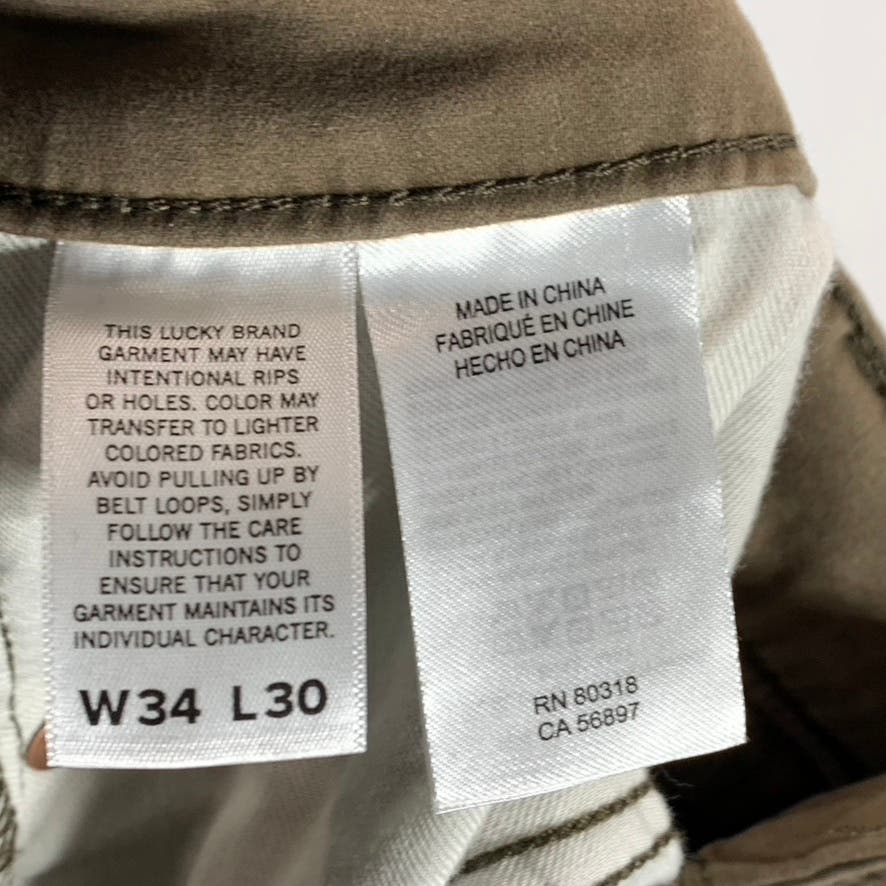 THIS LUCKY BRAND
GARMENT MAY HAVE
INTENTIONAL RIPS
OR HOLES. COLOR MAY
TRANSFER TO LIGHTER
COLORED FABRICS.
AVOID PULLING UP BY
BELT LOOPS, SIMPLY
FOLLOW THE CARE
INSTRUCTIONS TO
ENSURE THAT YOUR
GARMENT MAINTAINS ITS
INDIVIDUAL CHARACTER.
W34 L30
MADE IN CHINA
FABRIQUÉ EN CHINE
HECHO EN CHINA
RN 80318
CA 56897